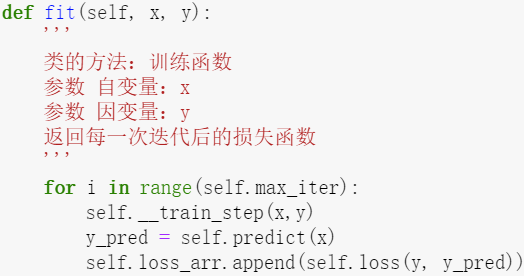 def fit(self, x, y):
    '''
    类的方法：训练函数
    参数 自变量：x
    参数 因变量：y
    返回每一次迭代后的损失函数
    '''
    for i in range(self.max_iter):
        self.__train_step(x,y)
        y_pred = self.predict(x)
        self.loss_arr.append(self.loss(y, y_pred))